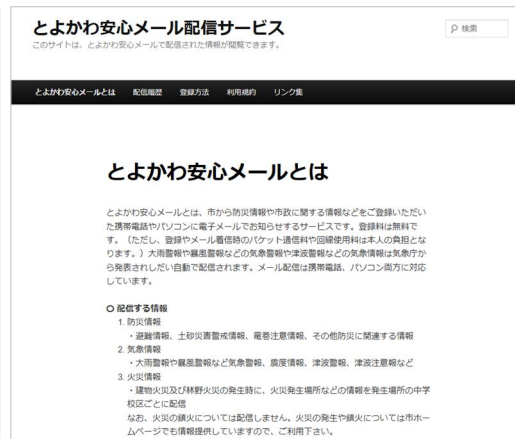 とよかわ安心メール配信サービス
このサイトは、とよかわ安心メールで配信された情報が閲覧できます。
検索
とよかわ安心メールとは 配信履歴 登録方法 利用規約 リンク集
とよかわ安心メールとは
とよかわ安心メールとは、市から防災情報や市政に関する情報などをご登録いただい
た携帯電話やパソコンに電子メールでお知らせするサービスです。登録料は無料で
す。（ただし、登録やメール着信時のパケット通信料や回線使用料は本人の負担とな
ります。）大雨警報や暴風警報などの気象警報や津波警報などの気象情報は気象庁か
ら発表されしだい自動で配信されます。メール配信は携帯電話、パソコン両方に対応
しています。
○ 配信する情報
1. 防災情報
・避難情報、土砂災害警戒情報、竜巻注意情報、その他防災に関連する情報
2. 気象情報
・大雨警報や暴風警報など気象警報、震度情報、津波警報、津波注意報など
3. 火災情報
・建物火災及び林野火災の発生時に、火災発生場所などの情報を発生場所の中学
校区ごとに配信
なお、火災の鎮火については配信しません。火災の発生や鎮火については市ホー
ムページでも情報提供していますので、ご利用下さい。